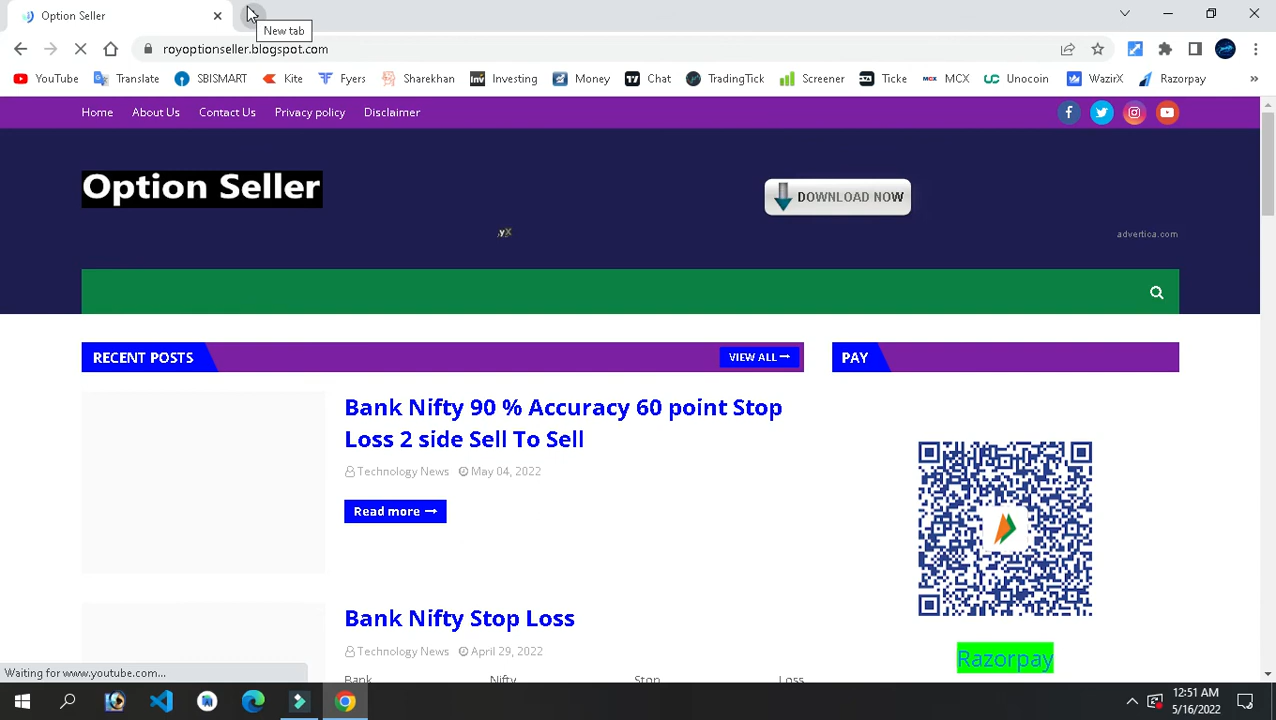 Option Seller
New tab
royoptionseller.blogspot.com
YouTube Translate SBISMART Kite Fyers Sharekhan Investing Money Chat TradingTick Screener Ticke MCX Unocoin WazirX Razorpay »
Home About Us Contact Us Privacy policy Disclaimer
Option Seller
DOWNLOAD NOW
advertica.com
RECENT POSTS
VIEW ALL
PAY
Bank Nifty 90 % Accuracy 60 point Stop
Loss 2 side Sell To Sell
Technology News May 04, 2022
Read more
Bank Nifty Stop Loss
Technology News April 29, 2022
Bank Nifty Stop Loss
Razorpay
Waiting for www.youtube.com...
12:51 AM
5/16/2022